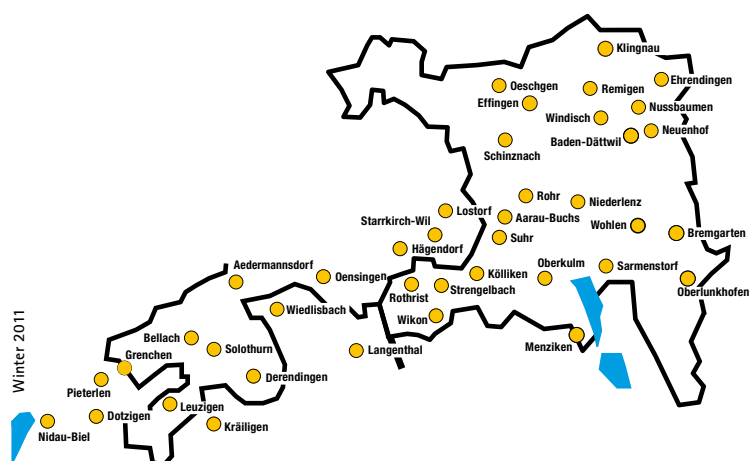 Klingnau
Ehrendingen
Oeschgen
Remigen
Effingen
Nussbaumen
Windisch
Neuenhof
Baden-Dättwil
Schinznach
Rohr
Niederlenz
Lostorf
Aarau-Buchs
Starrkirch-Wil
Wohlen
Bremgarten
Suhr
Hägendorf
Aedermannsdorf
Oensingen
Kölliken
Oberkulm
Sarmenstorf
Oberlunkhofen
Rothrist
Strengelbach
Wiedlisbach
Wikon
Bellach
Solothurn
Langenthal
Menziken
Grenchen
Derendingen
Pieterlen
Leuzigen
Dotzigen
Kräiligen
Nidau-Biel
Winter 2011